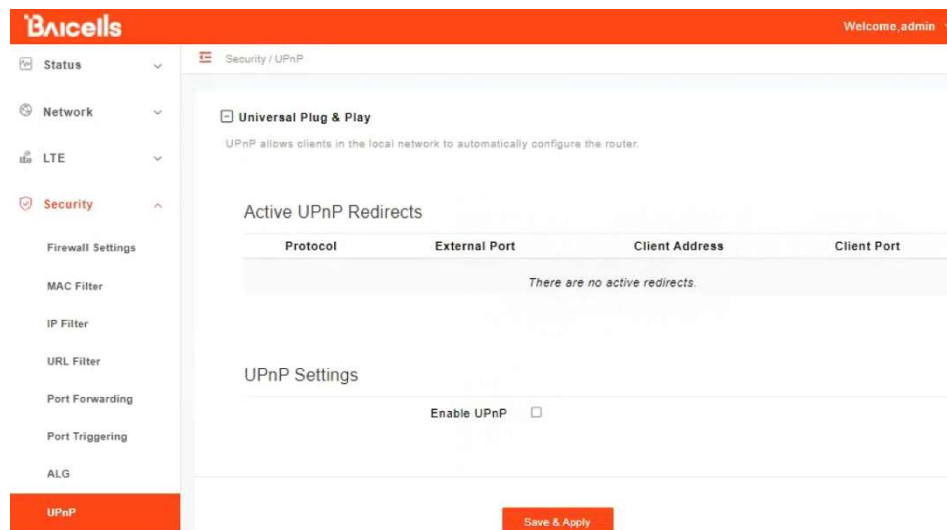 Baicells
Welcome,admin
Status
Network
LTE
Security
Firewall Settings
MAC Filter
IP Filter
URL Filter
Port Forwarding
Port Triggering
ALG
UPnP
Security / UPnP
Universal Plug & Play
UPnP allows clients in the local network to automatically configure the router.
Active UPnP Redirects
Protocol External Port Client Address Client Port
There are no active redirects.
UPnP Settings
Enable UPnP
Save & Apply